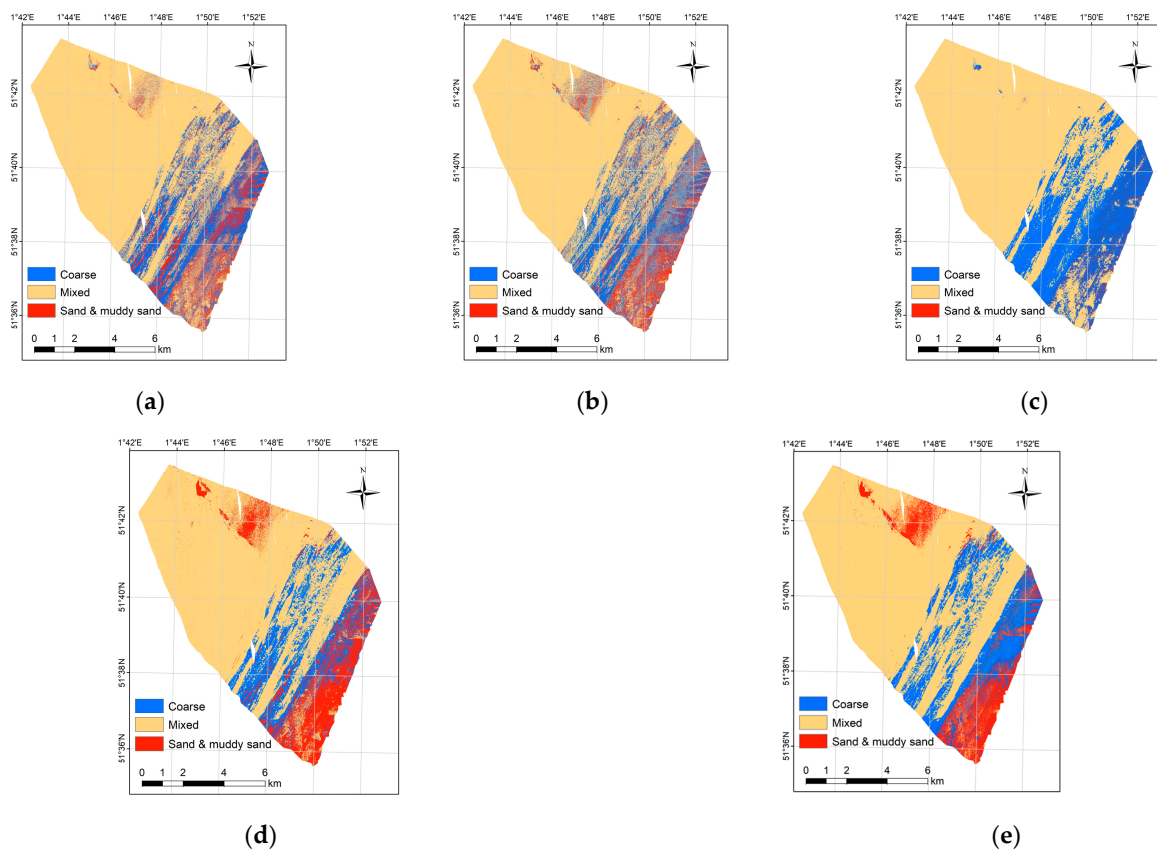 1°42'E 1°44'E 1°46'E 1°48'E 1°50'E 1°52'E
N
51°42'N
51°40'N
51°38'N
51°36'N
Coarse
Mixed
Sand & muddy sand
0 1 2 4 6
km
(a)
1°42'E 1°44'E 1°46'E 1°48'E 1°50'E 1°52'E
N
51°42'N
51°40'N
51°38'N
51°36'N
Coarse
Mixed
Sand & muddy sand
0 1 2 4 6
km
(b)
1°42'E 1°44'E 1°46'E 1°48'E 1°50'E 1°52'E
N
51°42'N
51°40'N
51°38'N
51°36'N
Coarse
Mixed
Sand & muddy sand
0 1 2 4 6
km
(c)
1°42'E 1°44'E 1°46'E 1°48'E 1°50'E 1°52'E
N
51°42'N
51°40'N
51°38'N
51°36'N
Coarse
Mixed
Sand & muddy sand
0 1 2 4 6
km
(d)
1°42'E 1°44'E 1°46'E 1°48'E 1°50'E 1°52'E
N
51°42'N
51°40'N
51°38'N
51°36'N
Coarse
Mixed
Sand & muddy sand
0 1 2 4 6
km
(e)